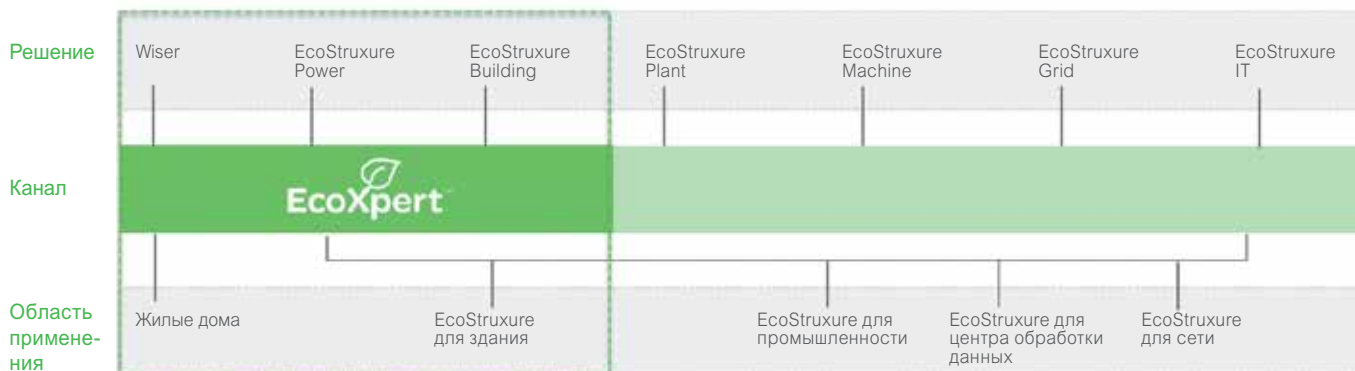 Решение
Wiser
EcoStruxure
Power
EcoStruxure
Building
EcoStruxure
Plant
EcoStruxure
Machine
EcoStruxure
Grid
EcoStruxure
IT
Канал
EcoXpert
Область
примене-
ния
Жилые дома
EcoStruxure
для здания
EcoStruxure для
промышленности
EcoStruxure для
центра обработки
данных
EcoStruxure
для сети